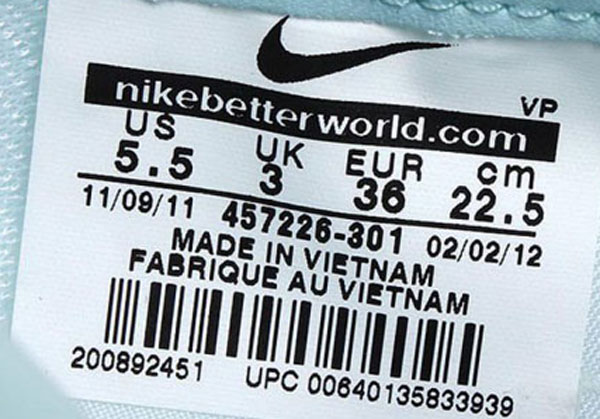 VP
nikebetterworld.com
US UK EUR cm
5.5 3 36 22.5
11/09/11 457226-301 02/02/12
MADE IN VIETNAM
FABRIQUE AU VIETNAM
200892451 UPC 00640135833939